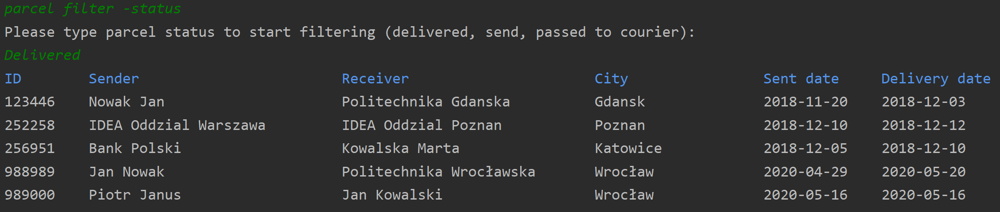 parcel filter -status
Please type parcel status to start filtering (delivered, send, passed to courier):
Delivered
ID Sender Receiver City Sent date Delivery date
123446 Nowak Jan Politechnika Gdanska Gdansk 2018-11-20 2018-12-03
252258 IDEA Oddzial Warszawa IDEA Oddzial Poznan Poznan 2018-12-10 2018-12-12
256951 Bank Polski Kowalska Marta Katowice 2018-12-05 2018-12-10
988989 Jan Nowak Politechnika Wrocławska Wrocław 2020-04-29 2020-05-20
989000 Piotr Janus Jan Kowalski Wrocław 2020-05-16 2020-05-16